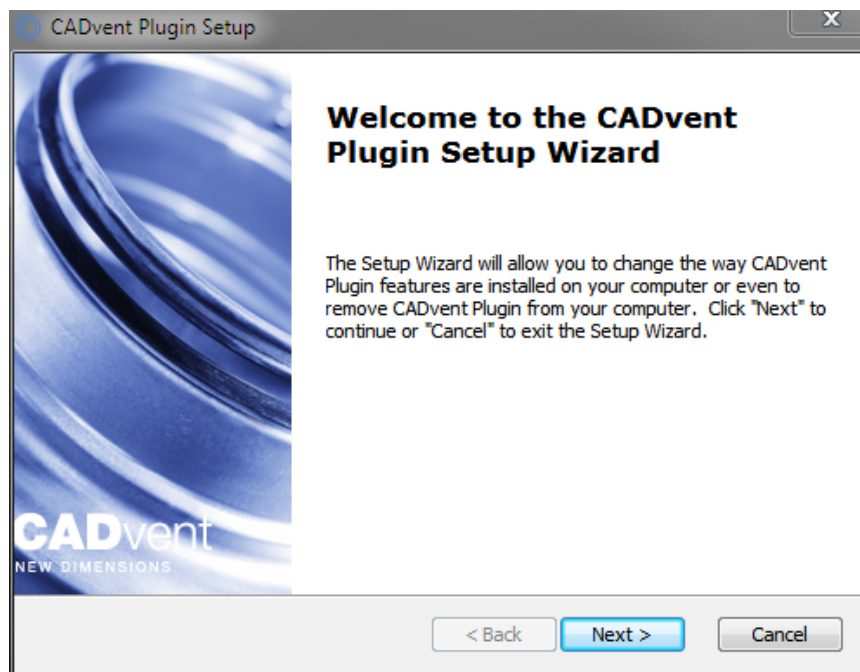 CADvent Plugin Setup
X
Welcome to the CADvent
Plugin Setup Wizard
The Setup Wizard will allow you to change the way CADvent
Plugin features are installed on your computer or even to
remove CADvent Plugin from your computer.  Click "Next" to
continue or "Cancel" to exit the Setup Wizard.
CADvent
NEW DIMENSIONS
< Back
Next >
Cancel